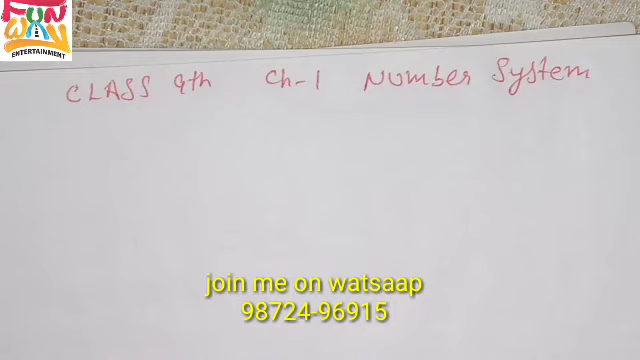 FUN
WAY
ENTERTAINMENT
CLASS 9th Ch-1 Number System
join me on watsaap
98724-96915